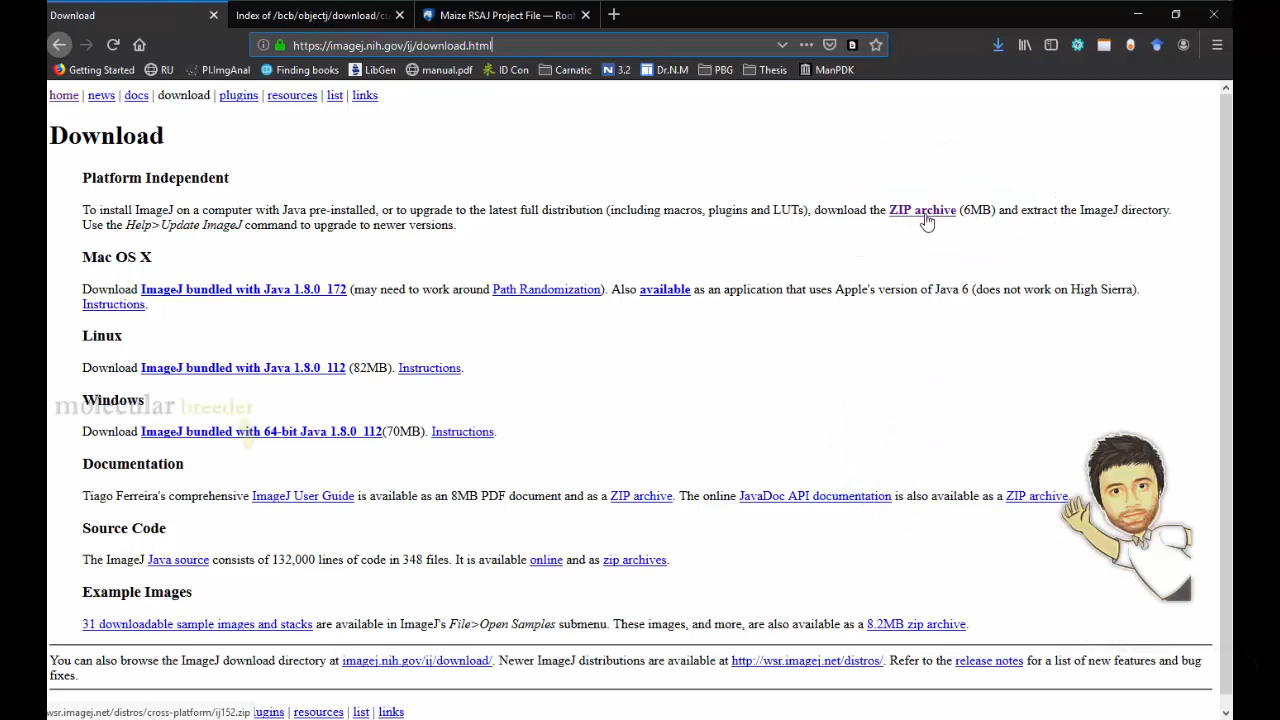 Download
Index of /bcb/objectj/download/cu
Maize RSAJ Project File — Root
https://imagej.nih.gov/ij/download.html
Getting Started RU PI.ImgAnal Finding books LibGen manual.pdf ID Con Carnatic 3.2 Dr.N.M PBG Thesis ManPDK
home | news | docs | download | plugins | resources | list | links
Download
Platform Independent
To install ImageJ on a computer with Java pre-installed, or to upgrade to the latest full distribution (including macros, plugins and LUTs), download the ZIP archive (6MB) and extract the ImageJ directory.
Use the Help>Update ImageJ command to upgrade to newer versions.
Mac OS X
Download ImageJ bundled with Java 1.8.0_172 (may need to work around Path Randomization). Also available as an application that uses Apple's version of Java 6 (does not work on High Sierra).
Instructions.
Linux
Download ImageJ bundled with Java 1.8.0_112 (82MB). Instructions.
Windows
molecular breeder
Download ImageJ bundled with 64-bit Java 1.8.0_112(70MB). Instructions.
Documentation
Tiago Ferreira's comprehensive ImageJ User Guide is available as an 8MB PDF document and as a ZIP archive. The online JavaDoc API documentation is also available as a ZIP archive.
Source Code
The ImageJ Java source consists of 132,000 lines of code in 348 files. It is available online and as zip archives.
Example Images
31 downloadable sample images and stacks are available in ImageJ's File>Open Samples submenu. These images, and more, are also available as a 8.2MB zip archive.
You can also browse the ImageJ download directory at imagej.nih.gov/ij/download/. Newer ImageJ distributions are available at http://wsr.imagej.net/distros/. Refer to the release notes for a list of new features and bug
fixes.
wsr.imagej.net/distros/cross-platform/ij152.zip lugins | resources | list | links